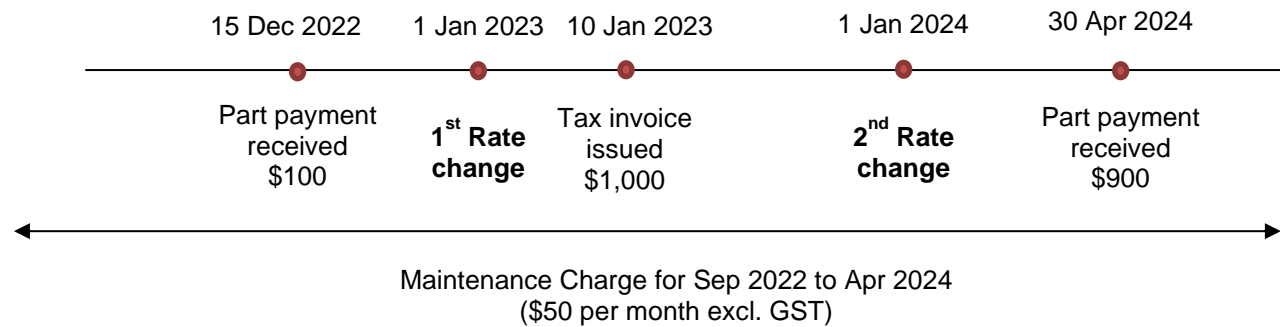 15 Dec 2022 1 Jan 2023 10 Jan 2023 1 Jan 2024 30 Apr 2024
Part payment
received
$100
1st Rate
change
Tax invoice
issued
$1,000
2nd Rate
change
Part payment
received
$900
Maintenance Charge for Sep 2022 to Apr 2024
($50 per month excl. GST)